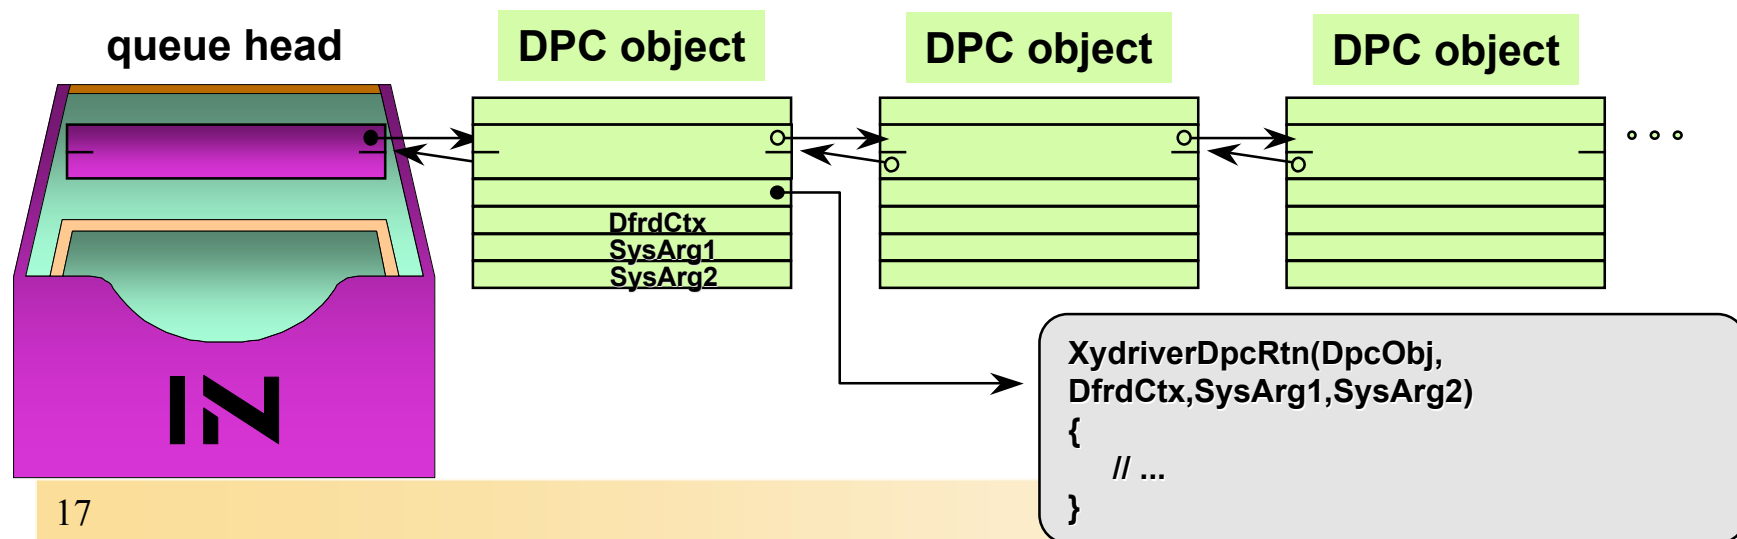 queue head
DPC object
DPC object
DPC object
DfrdCtx
SysArg1
SysArg2
IN
XydriverDpcRtn(DpcObj,
DfrdCtx,SysArg1,SysArg2)
{
// ...
}
17